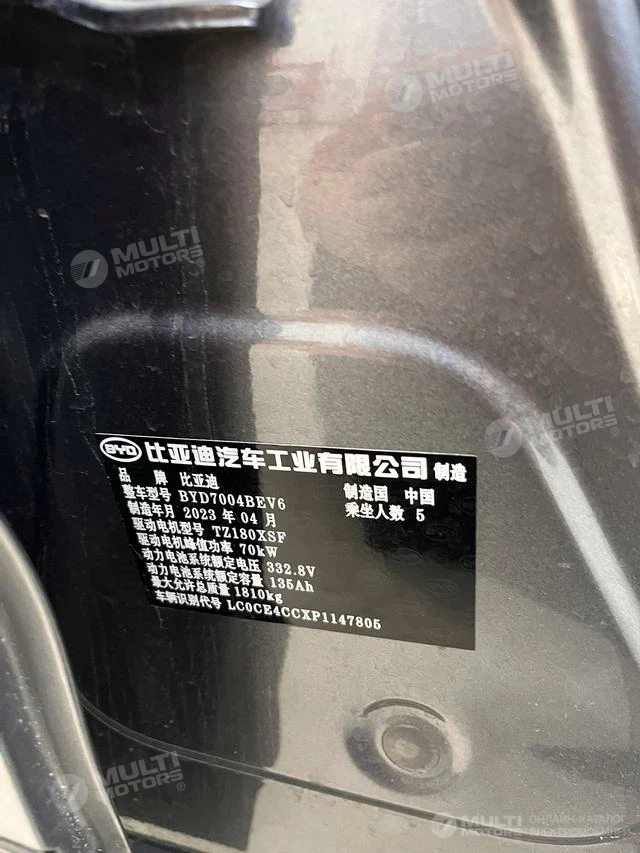 MULTI
MOTORS®
MULTI
MOTORS®
MULTI
MOTORS®
BYD 比亚迪汽车工业有限公司 制造
品 牌 比亚迪
整车型号 BYD7004BEV6 制造国 中国
制造年月 2023 年 04 月 乘坐人数 5
驱动电机型号 TZ180XSF
驱动电机峰值功率 70kW
动力电池系统额定电压 332.8V
动力电池系统额定容量 135Ah
最大允许总质量 1810kg
车辆识别代号 LC0CE4CCXP1147805
MULTI
MOTORS®
MULTI ОНЛАЙН-КАТАЛОГ
MOTORS ЭЛЕКТРОМОБИЛЕЙ